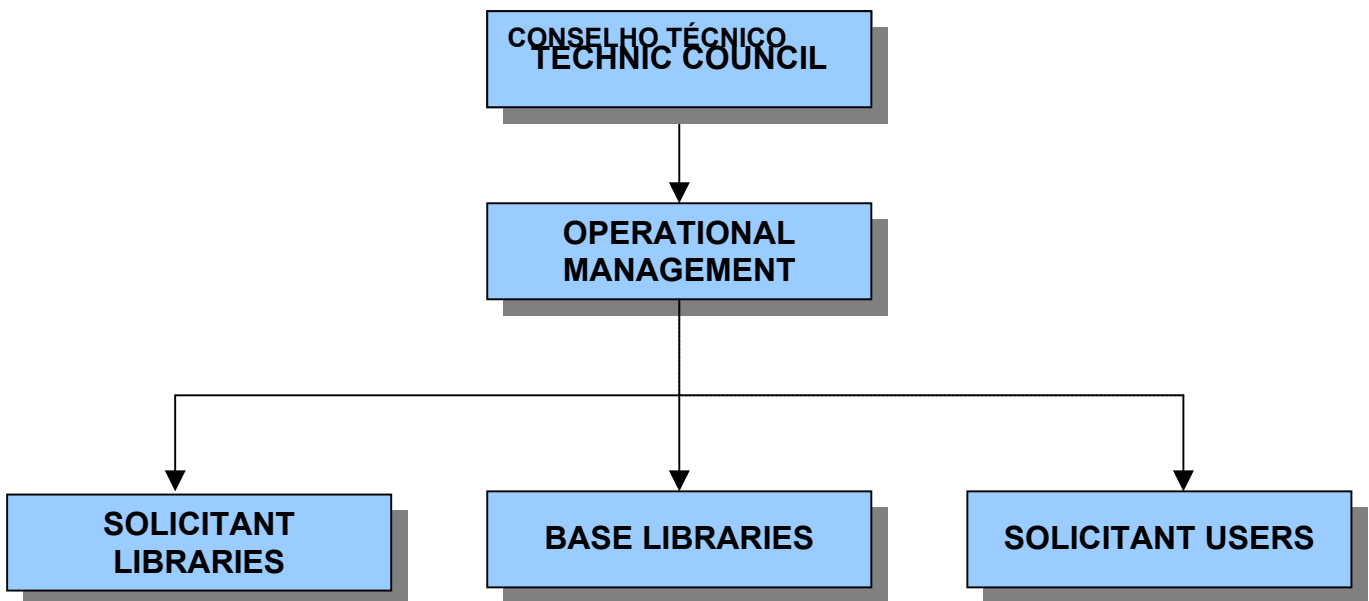 CONSELHO TÉCNICO
TECHNIC COUNCIL
OPERATIONAL
MANAGEMENT
SOLICITANT
LIBRARIES
BASE LIBRARIES
SOLICITANT USERS